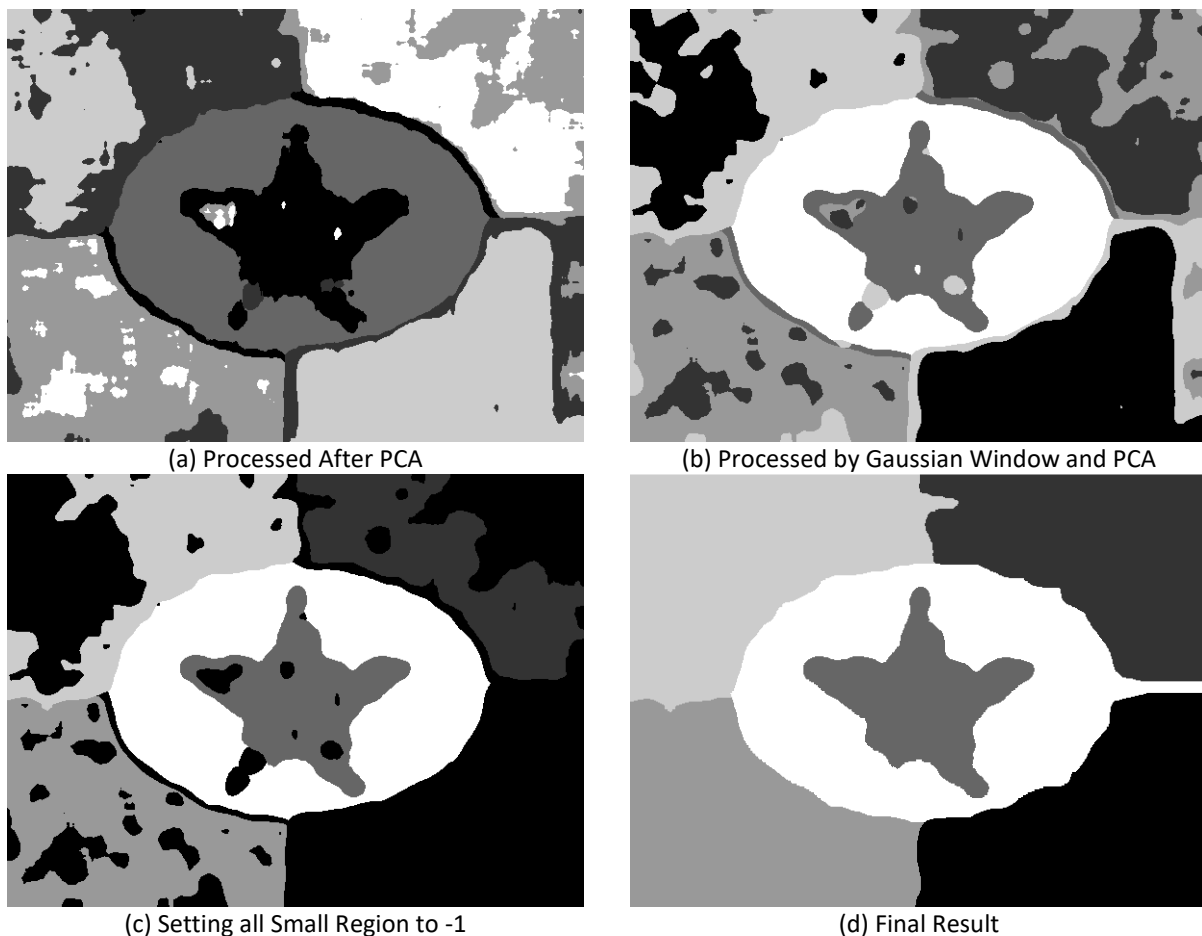 (a) Processed After PCA
(b) Processed by Gaussian Window and PCA
(c) Setting all Small Region to -1
(d) Final Result